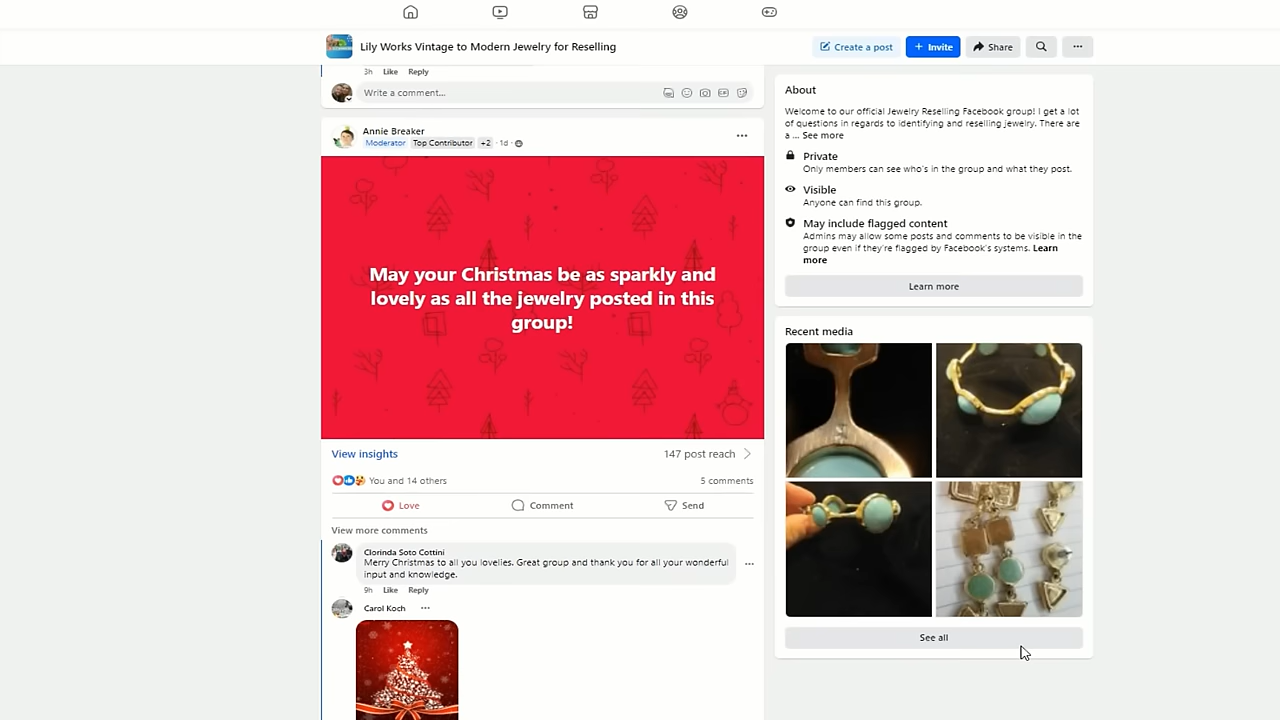 Lily Works Vintage to Modern Jewelry for Reselling
Create a post
Invite
Share
3h Like Reply
Write a comment...
Annie Breaker
Moderator Top Contributor +2 · 1d ·
May your Christmas be as sparkly and
lovely as all the jewelry posted in this
group!
View insights
147 post reach
You and 14 others
5 comments
Love
Comment
Send
View more comments
Clorinda Soto Cottini
Merry Christmas to all you lovelies. Great group and thank you for all your wonderful
input and knowledge.
9h Like Reply
Carol Koch
About
Welcome to our official Jewelry Reselling Facebook group! I get a lot
of questions in regards to identifying and reselling jewelry. There are
a ... See more
Private
Only members can see who's in the group and what they post.
Visible
Anyone can find this group.
May include flagged content
Admins may allow some posts and comments to be visible in the
group even if they're flagged by Facebook's systems. Learn
more
Learn more
Recent media
See all